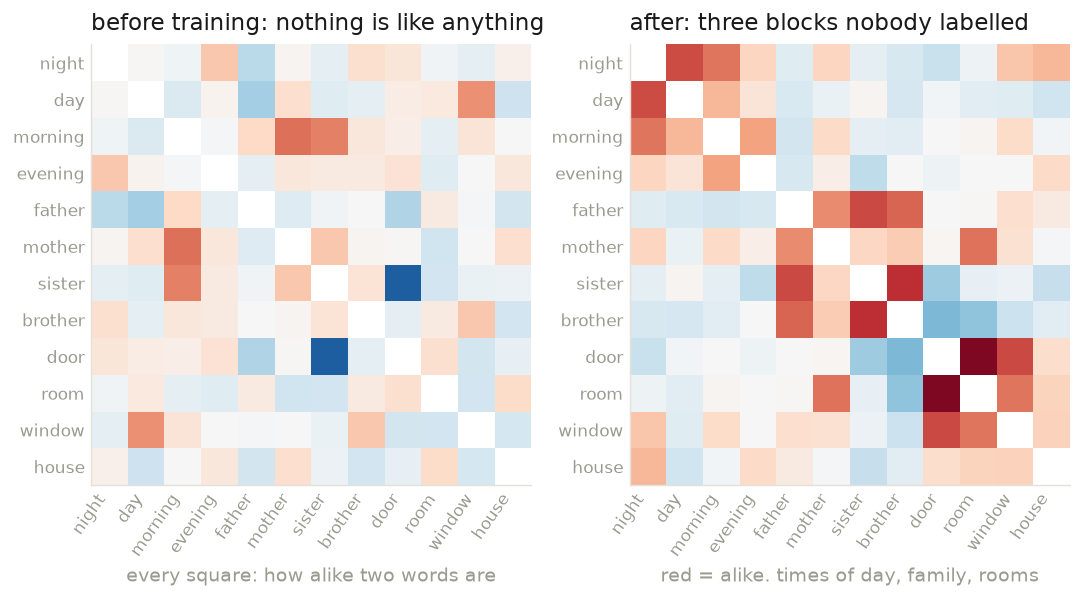 before training: nothing is like anything
night
day
morning
evening
father
mother
sister
brother
door
room
window
house
night
day
morning
evening
father
mother
sister
brother
door
room
window
house
every square: how alike two words are
after: three blocks nobody labelled
night
day
morning
evening
father
mother
sister
brother
door
room
window
house
night
day
morning
evening
father
mother
sister
brother
door
room
window
house
red = alike. times of day, family, rooms